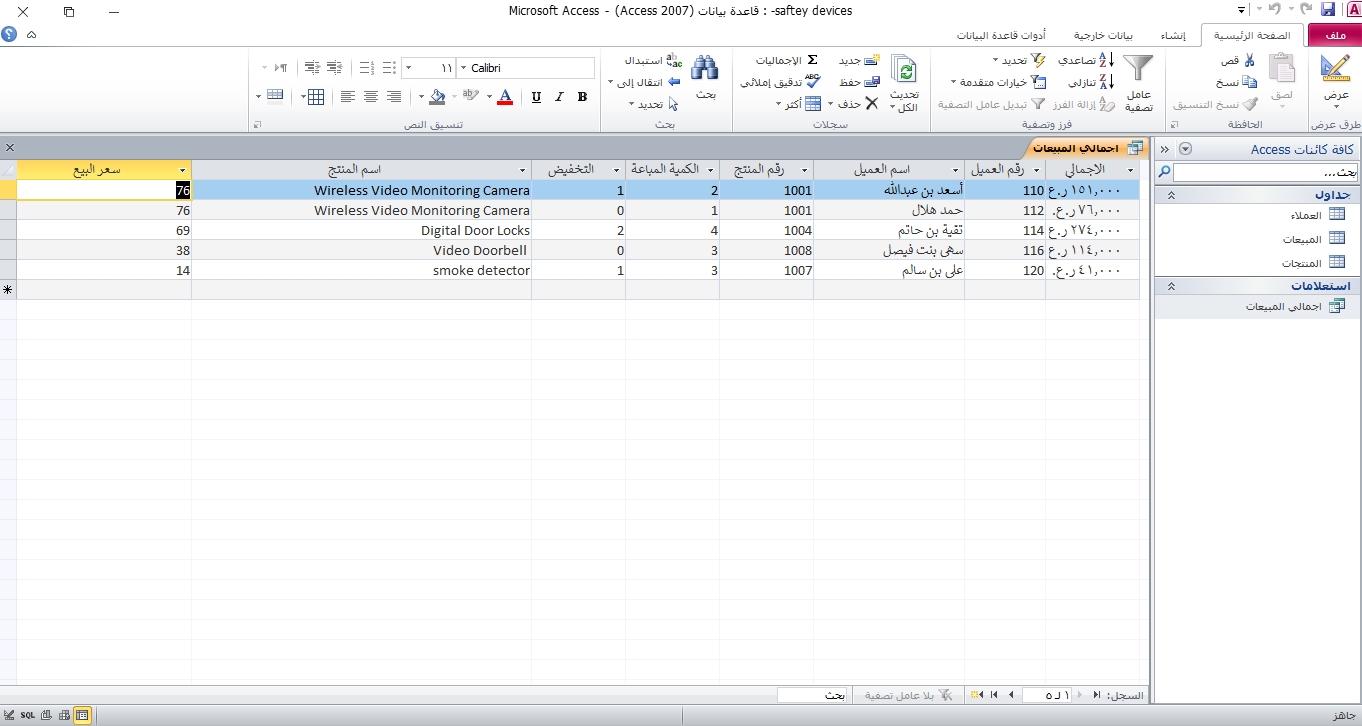 saftey devices- : قاعدة بيانات (Access 2007) - Microsoft Access
ملف الصفحة الرئيسية إنشاء بيانات خارجية أدوات قاعدة البيانات
عرض
طرق عرض
لصق
قص
نسخ
نسخ التنسيق
الحافظة
عامل تصفية
تصاعدي
تنازلي
إزالة الفرز
تحديد
خيارات متقدمة
تبديل عامل التصفية
فرز وتصفية
تحديث الكل
جديد
حفظ
حذف
الإجماليات
تدقيق إملائي
أكثر
سجلات
بحث
استبدال
انتقال إلى
تحديد
بحث
Calibri ١١
تنسيق النص
كافة كائنات Access
بحث...
جداول
العملاء
المبيعات
المنتجات
استعلامات
اجمالي المبيعات
اجمالي المبيعات
الاجمالي رقم العميل اسم العميل رقم المنتج الكمية المباعة التخفيض اسم المنتج سعر البيع
١٥١,٠٠٠ ر.ع 110 أسعد بن عبدالله 1001 2 1 Wireless Video Monitoring Camera 76
٧٦,٠٠٠ ر.ع. 112 حمد هلال 1001 1 0 Wireless Video Monitoring Camera 76
٢٧٤,٠٠٠ ر.ع. 114 تقية بن حاتم 1004 4 2 Digital Door Locks 69
١١٤,٠٠٠ ر.ع 116 سهى بنت فيصل 1008 3 0 Video Doorbell 38
٤١,٠٠٠ ر.ع. 120 على بن سالم 1007 3 1 smoke detector 14
السجل: ١ لـ ٥ بلا عامل تصفية بحث
جاهز SQL